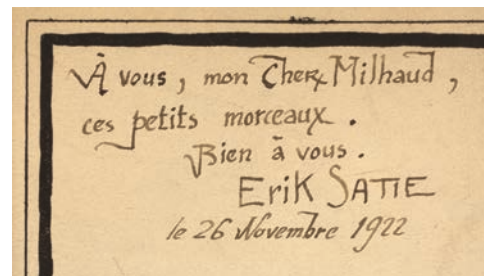 À vous, mon Cher Milhaud,
ces petits morceaux.
Bien à vous.
Erik SATIE
le 26 Novembre 1922